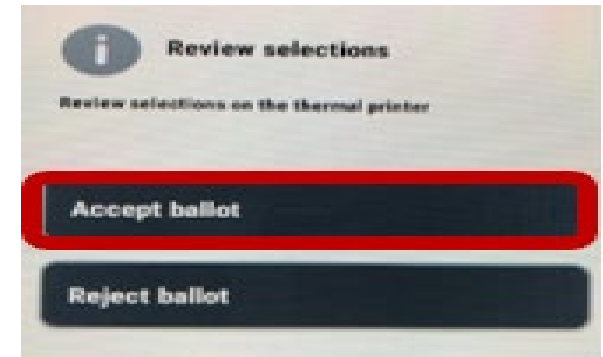 i
Review selections
Review selections on the thermal printer
Accept ballot
Reject ballot